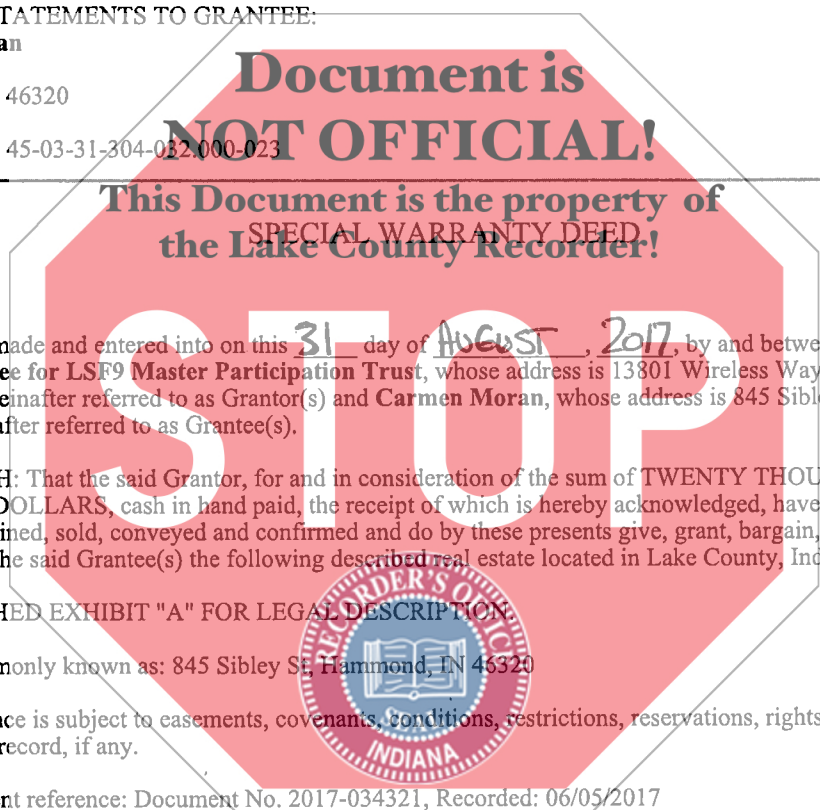 TATEMENTS TO GRANTEE:
an
Document is
46320
NOT OFFICIAL!
45-03-31-304-032.000-023
This Document is the property of
SPECIAL WARRANTY DEED
the Lake County Recorder!
made and entered into on this 31 day of AUGUST, 2017, by and betwe
ee for LSF9 Master Participation Trust, whose address is 13801 Wireless Way
einafter referred to as Grantor(s) and Carmen Moran, whose address is 845 Sible
after referred to as Grantee(s).
STOP
H: That the said Grantor, for and in consideration of the sum of TWENTY THOU
DOLLARS, cash in hand paid, the receipt of which is hereby acknowledged, have
ined, sold, conveyed and confirmed and do by these presents give, grant, bargain,
he said Grantee(s) the following described real estate located in Lake County, Ind
HED EXHIBIT "A" FOR LEGAL DESCRIPTION.
monly known as: 845 Sibley St, Hammond, IN 46320
RECORDER'S OFFICE
SEAL
INDIANA
nce is subject to easements, covenants, conditions, restrictions, reservations, rights
record, if any.
nt reference: Document No. 2017-034321, Recorded: 06/05/2017